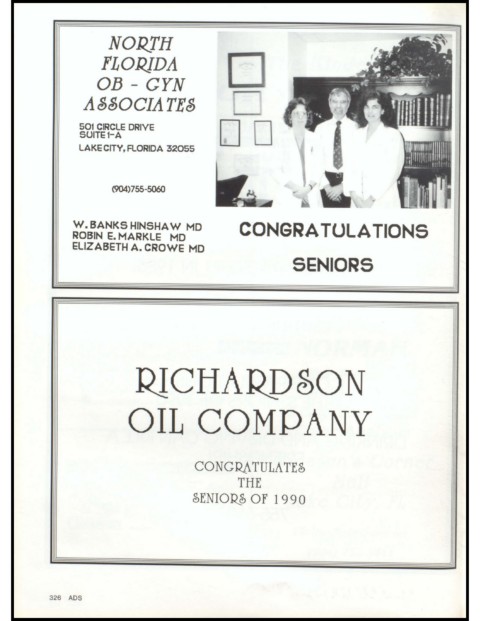 NORTH
FLORIDA
OB - GYN
ASSOCIATES
501 CIRCLE DRIVE
SUITE 1-A
LAKE CITY, FLORIDA 32055
(904)755-5060
W. BANKS HINSHAW MD
ROBIN E. MARKLE MD
ELIZABETH A. CROWE MD
CONGRATULATIONS
SENIORS
RICHARDSON
OIL COMPANY
CONGRATULATES
THE
SENIORS OF 1990
326 ADS